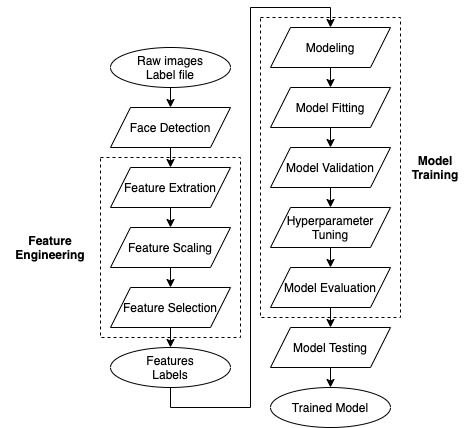 Raw images
Label file
Face Detection
Feature Extration
Feature Scaling
Feature Selection
Feature
Engineering
Features
Labels
Modeling
Model Fitting
Model Validation
Hyperparameter
Tuning
Model Evaluation
Model
Training
Model Testing
Trained Model